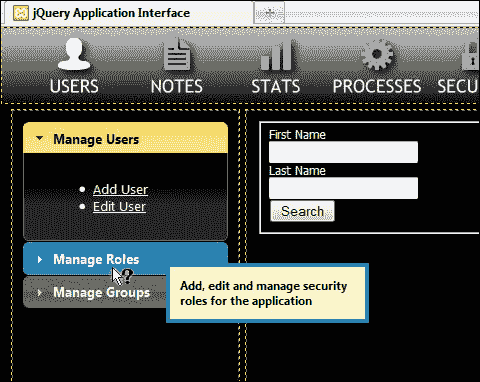 jQuery Application Interface
USERS NOTES STATS PROCESSES SECU
Manage Users
Add User
Edit User
Manage Roles
Manage Groups
First Name
Last Name
Search
Add, edit and manage security
roles for the application